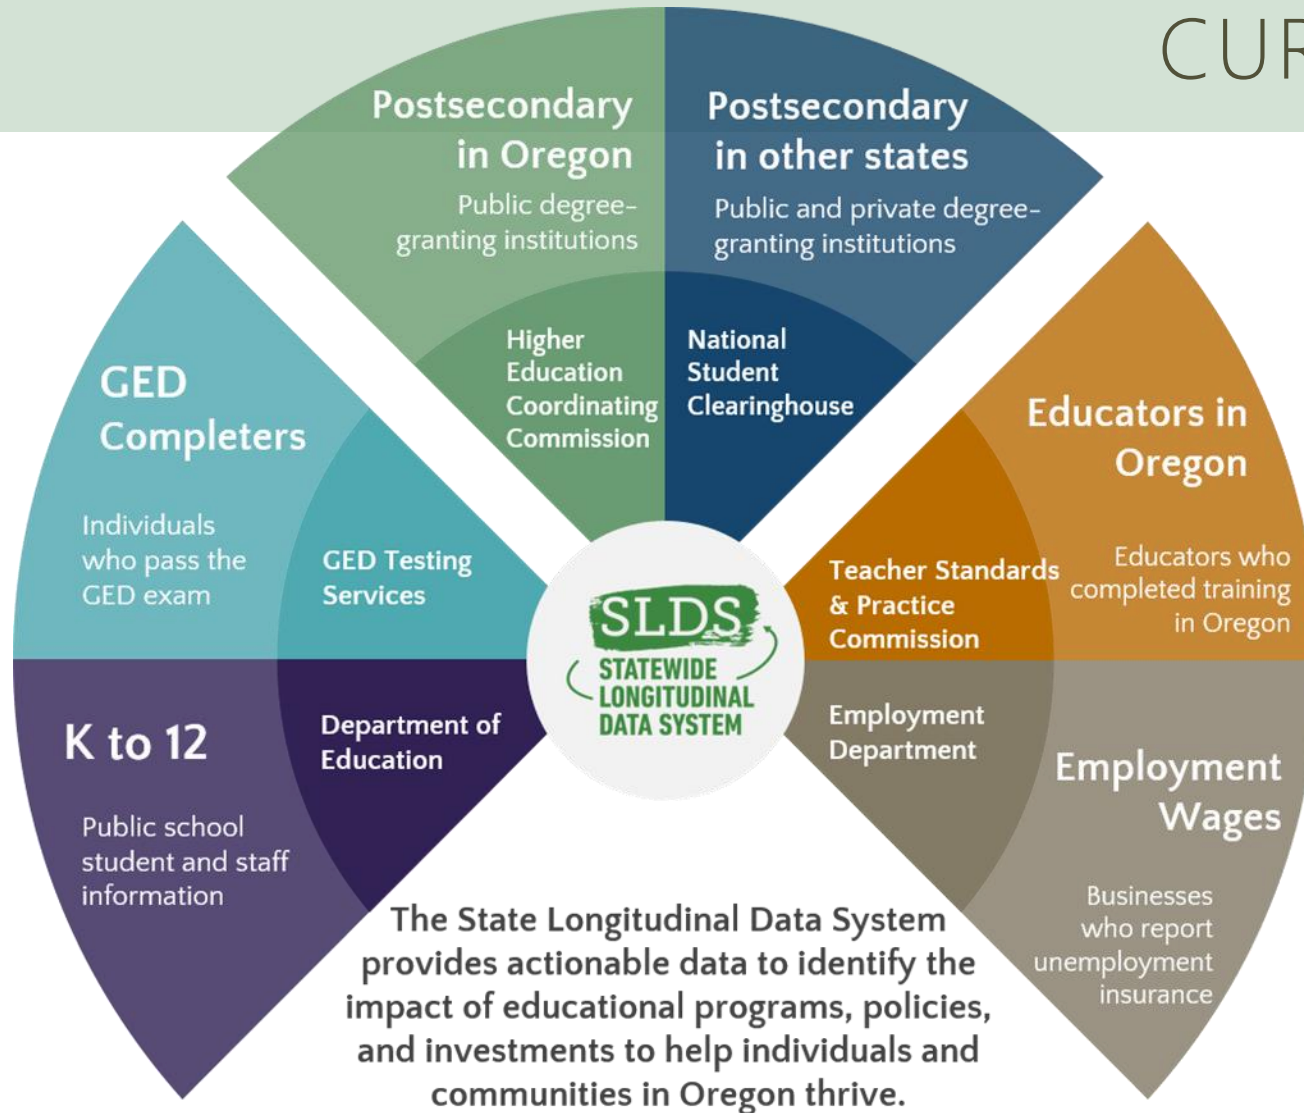 CUR
Postsecondary
in Oregon
Public degree-
granting institutions
Higher
Education
Coordinating
Commission
Postsecondary
in other states
Public and private degree-
granting institutions
National
Student
Clearinghouse
GED
Completers
Individuals
who pass the
GED exam
GED Testing
Services
Educators in
Oregon
Educators who
completed training
in Oregon
Teacher Standards
& Practice
Commission
SLDS
STATEWIDE
LONGITUDINAL
DATA SYSTEM
K to 12
Public school
student and staff
information
Department of
Education
Employment
Department
Employment
Wages
Businesses
who report
unemployment
insurance
The State Longitudinal Data System
provides actionable data to identify the
impact of educational programs, policies,
and investments to help individuals and
communities in Oregon thrive.